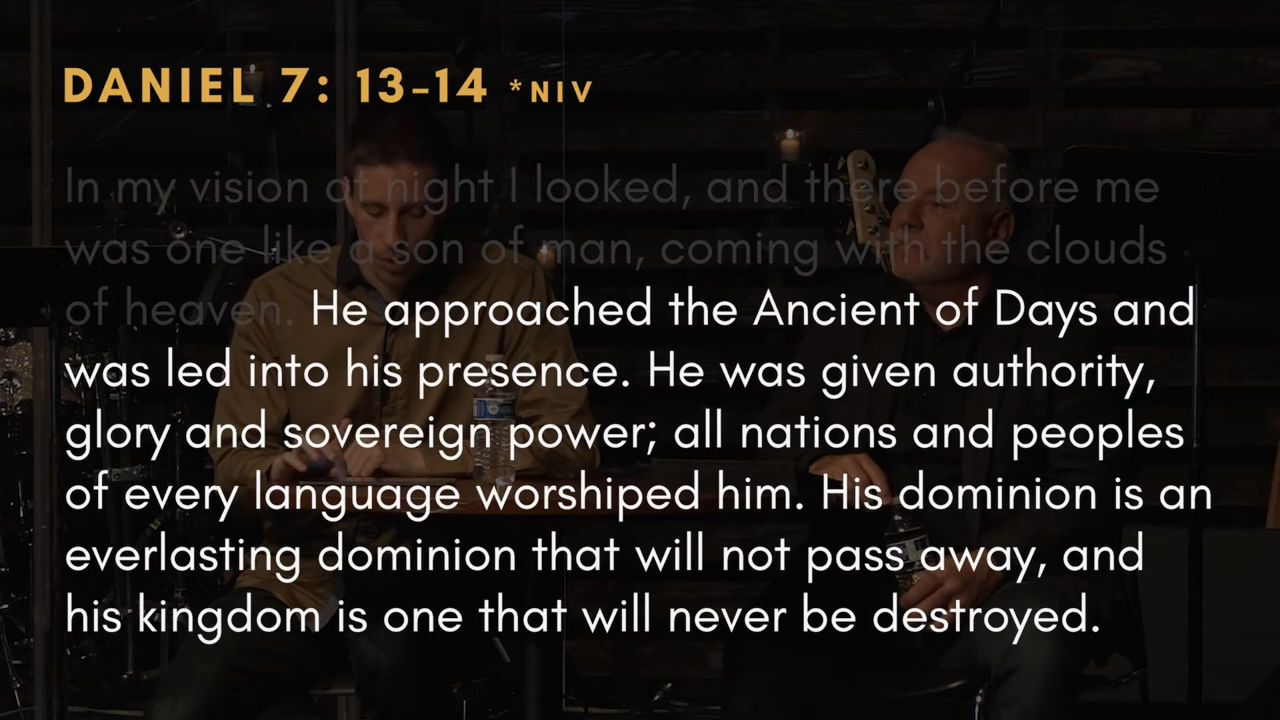 DANIEL 7: 13-14 *NIV
In my vision at night I looked, and there before me
was one like a son of man, coming with the clouds
of heaven. He approached the Ancient of Days and
was led into his presence. He was given authority,
glory and sovereign power; all nations and peoples
of every language worshiped him. His dominion is an
everlasting dominion that will not pass away, and
his kingdom is one that will never be destroyed.